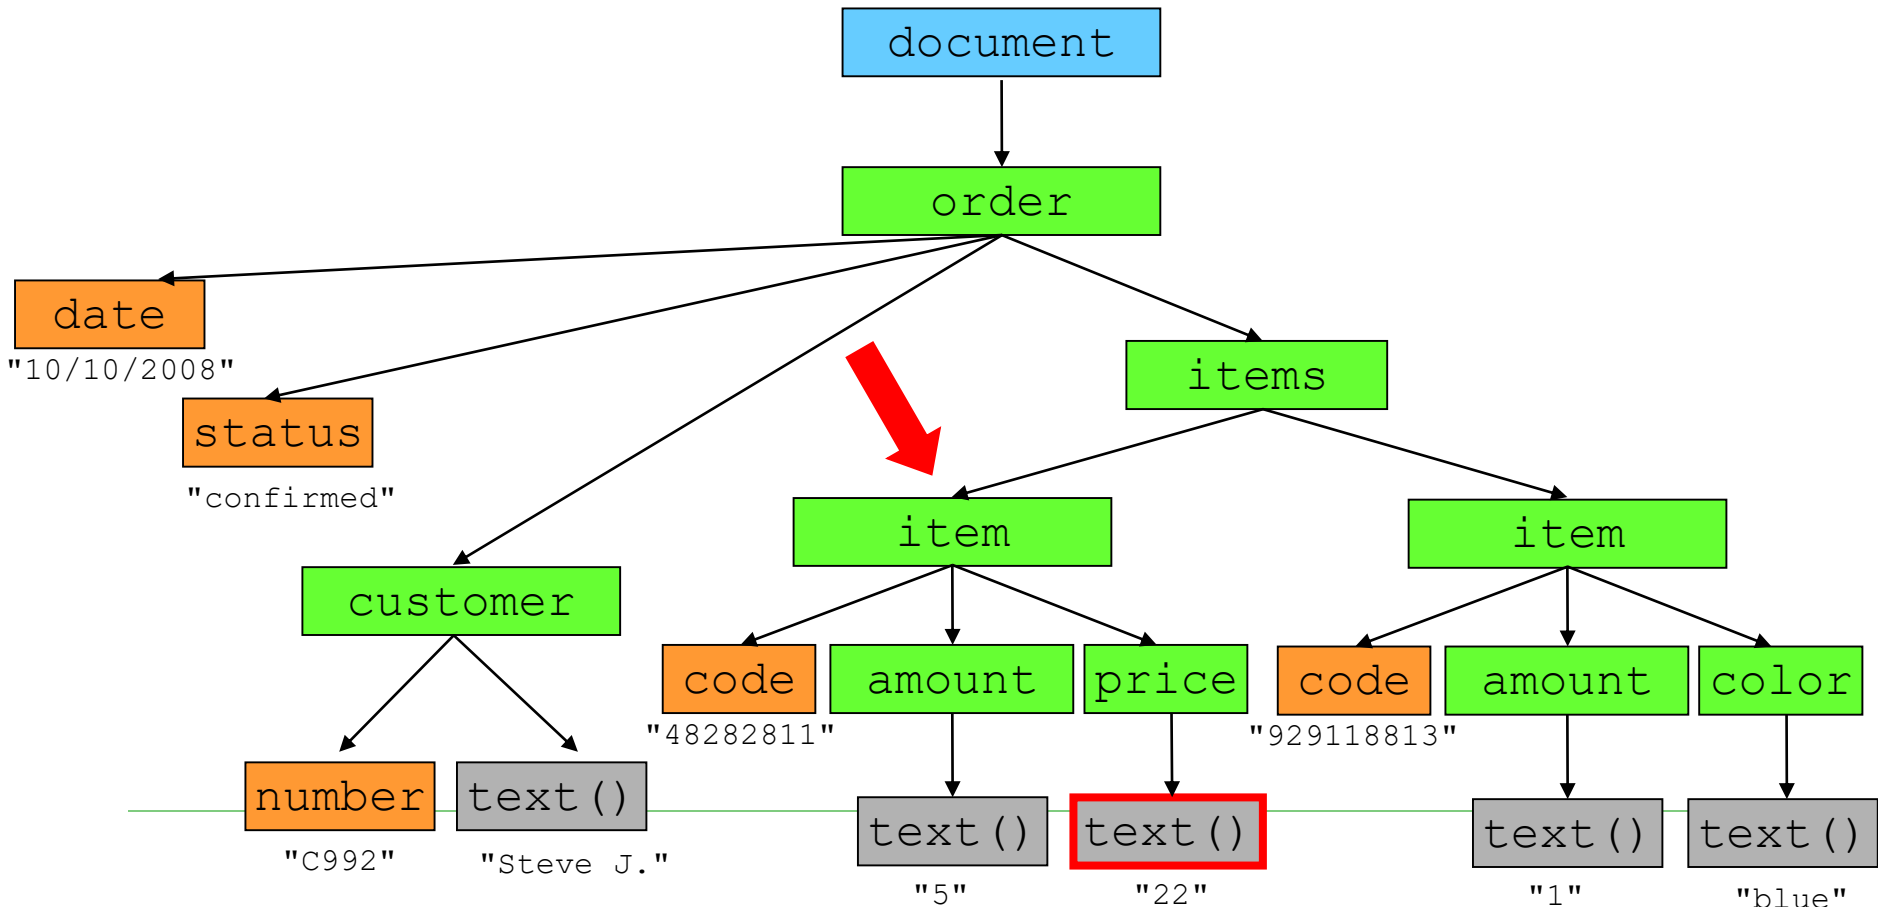 document
order
date
"10/10/2008"
items
status
"confirmed"
item
item
customer
code
amount
price
code
amount
color
"48282811"
"929118813"
number
text()
text()
text()
text()
text()
"C992"
"Steve J."
"5"
"22"
"1"
"blue"